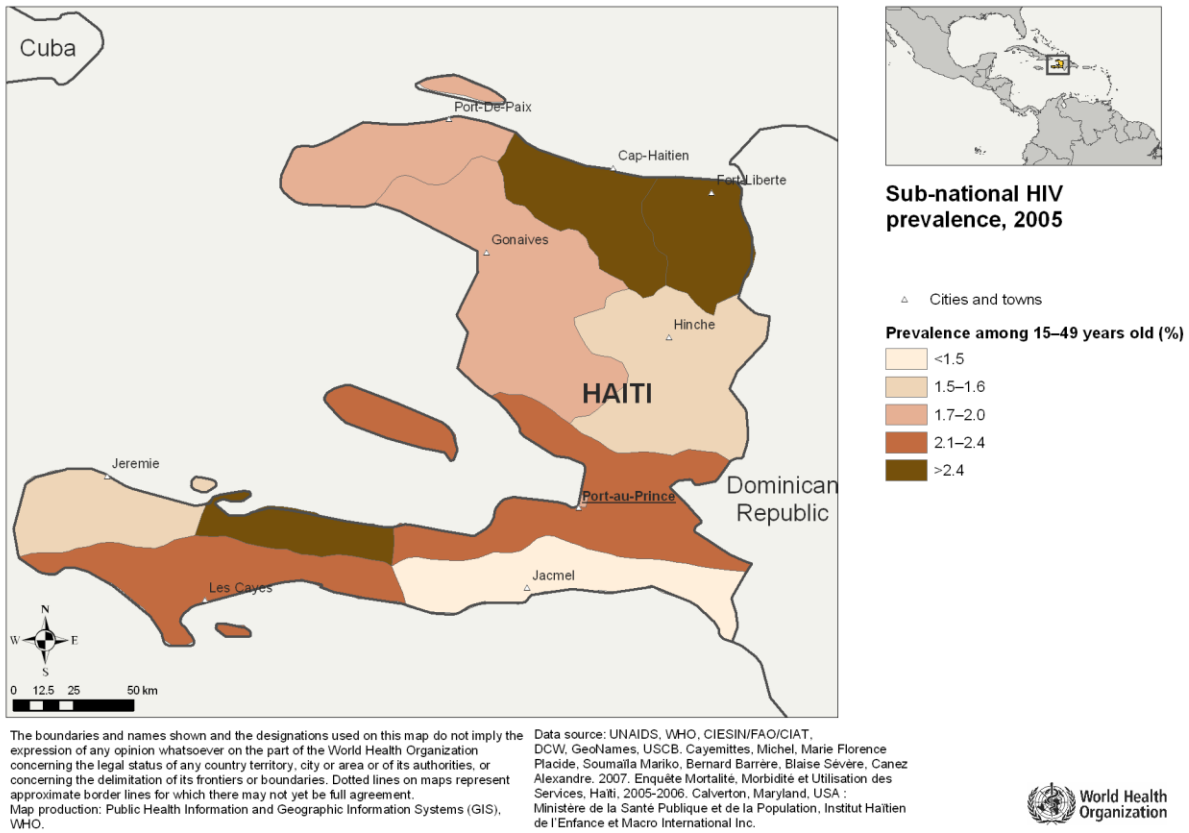 Cuba
Port-De-Paix
Cap-Haitien
Fort-Liberte
Gonaives
Hinche
HAITI
Jeremie
Port-au-Prince
Dominican
Republic
Les Cayes
Jacmel
N
W E
S
0 12.5 25 50 km
Sub-national HIV
prevalence, 2005
Cities and towns
Prevalence among 15–49 years old (%)
<1.5
1.5–1.6
1.7–2.0
2.1–2.4
>2.4
The boundaries and names shown and the designations used on this map do not imply the
expression of any opinion whatsoever on the part of the World Health Organization
concerning the legal status of any country territory, city or area or of its authorities, or
concerning the delimitation of its frontiers or boundaries. Dotted lines on maps represent
approximate border lines for which there may not yet be full agreement.
Map production: Public Health Information and Geographic Information Systems (GIS),
WHO.
Data source: UNAIDS, WHO, CIESIN/FAO/CIAT,
DCW, GeoNames, USCB. Cayemittes, Michel, Marie Florence
Placide, Soumaïla Mariko, Bernard Barrère, Blaise Sévère, Canez
Alexandre. 2007. Enquête Mortalité, Morbidité et Utilisation des
Services, Haïti, 2005-2006. Calverton, Maryland, USA :
Ministère de la Santé Publique et de la Population, Institut Haïtien
de l'Enfance et Macro International Inc.
World Health
Organization